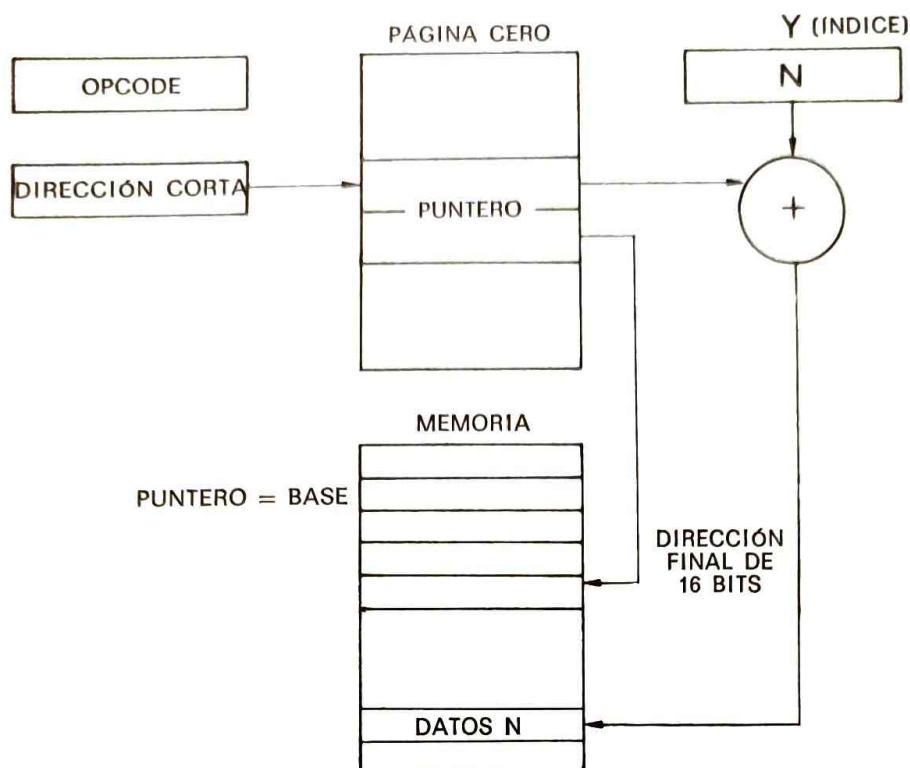 PÁGINA CERO
Y (INDICE)
OPCODE
N
DIRECCIÓN CORTA
PUNTERO
+
MEMORIA
PUNTERO = BASE
DIRECCIÓN
FINAL DE
16 BITS
DATOS N